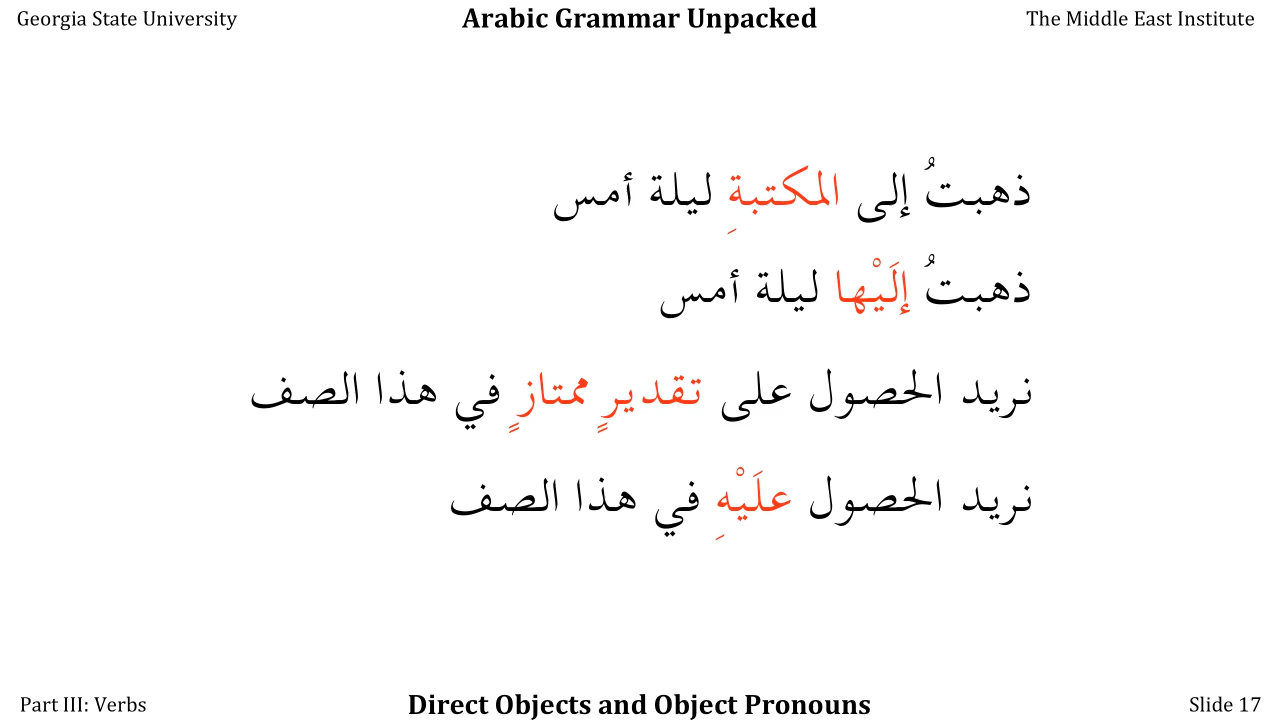 Georgia State University
Arabic Grammar Unpacked
The Middle East Institute
ذهبتُ إلى المكتبةِ ليلة أمس
ذهبتُ إلَيْها ليلة أمس
نريد الحصول على تقديرٍ ممتازٍ في هذا الصف
نريد الحصول علَيْهِ في هذا الصف
Part III: Verbs
Direct Objects and Object Pronouns
Slide 17